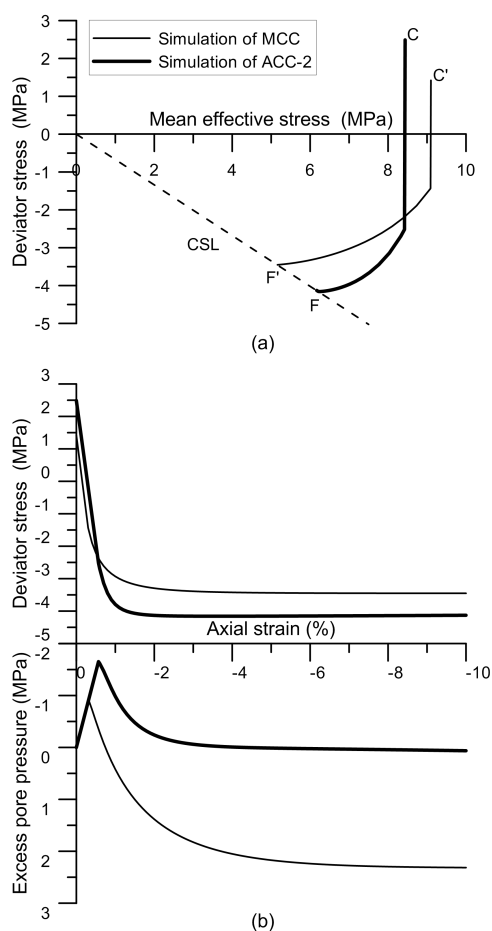 3
Simulation of MCC
C
Simulation of ACC-2
2
C'
1
Mean effective stress (MPa)
0
0 2 4 6 8 10
-1
-2
CSL
-3
F'
-4
F
-5
Deviator stress (MPa)
(a)
3
2
1
0
-1
-2
-3
-4
-5
Deviator stress (MPa)
Axial strain (%)
0 -2 -4 -6 -8 -10
-2
-1
0
1
2
3
Excess pore pressure (MPa)
(b)